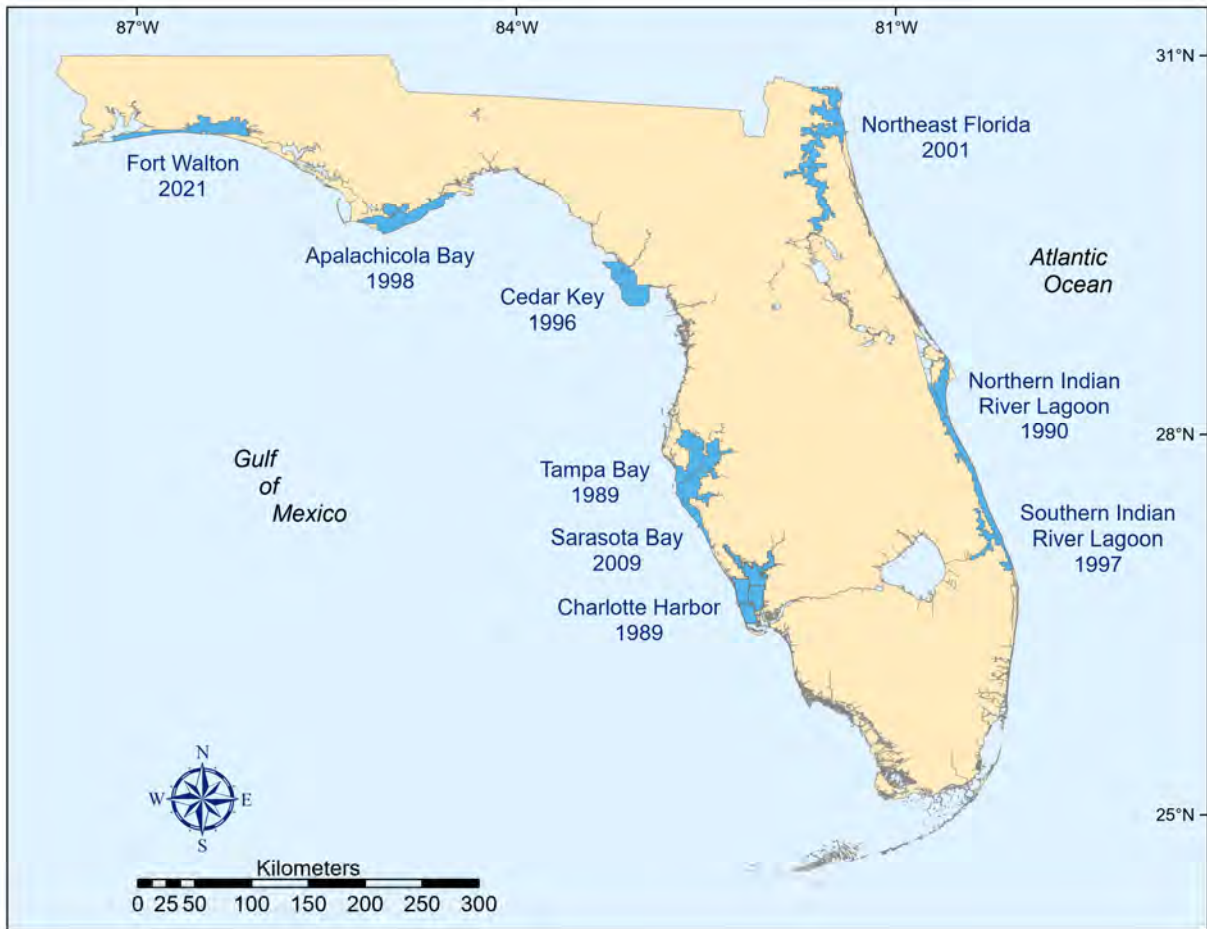 87°W
84°W
81°W
31°N
Northeast Florida
2001
Fort Walton
2021
Apalachicola Bay
1998
Atlantic
Ocean
Cedar Key
1996
Northern Indian
River Lagoon
1990
28°N
Gulf
of
Mexico
Tampa Bay
1989
Southern Indian
River Lagoon
1997
Sarasota Bay
2009
Charlotte Harbor
1989
N
W
E
S
25°N
Kilometers
0 25 50 100 150 200 250 300